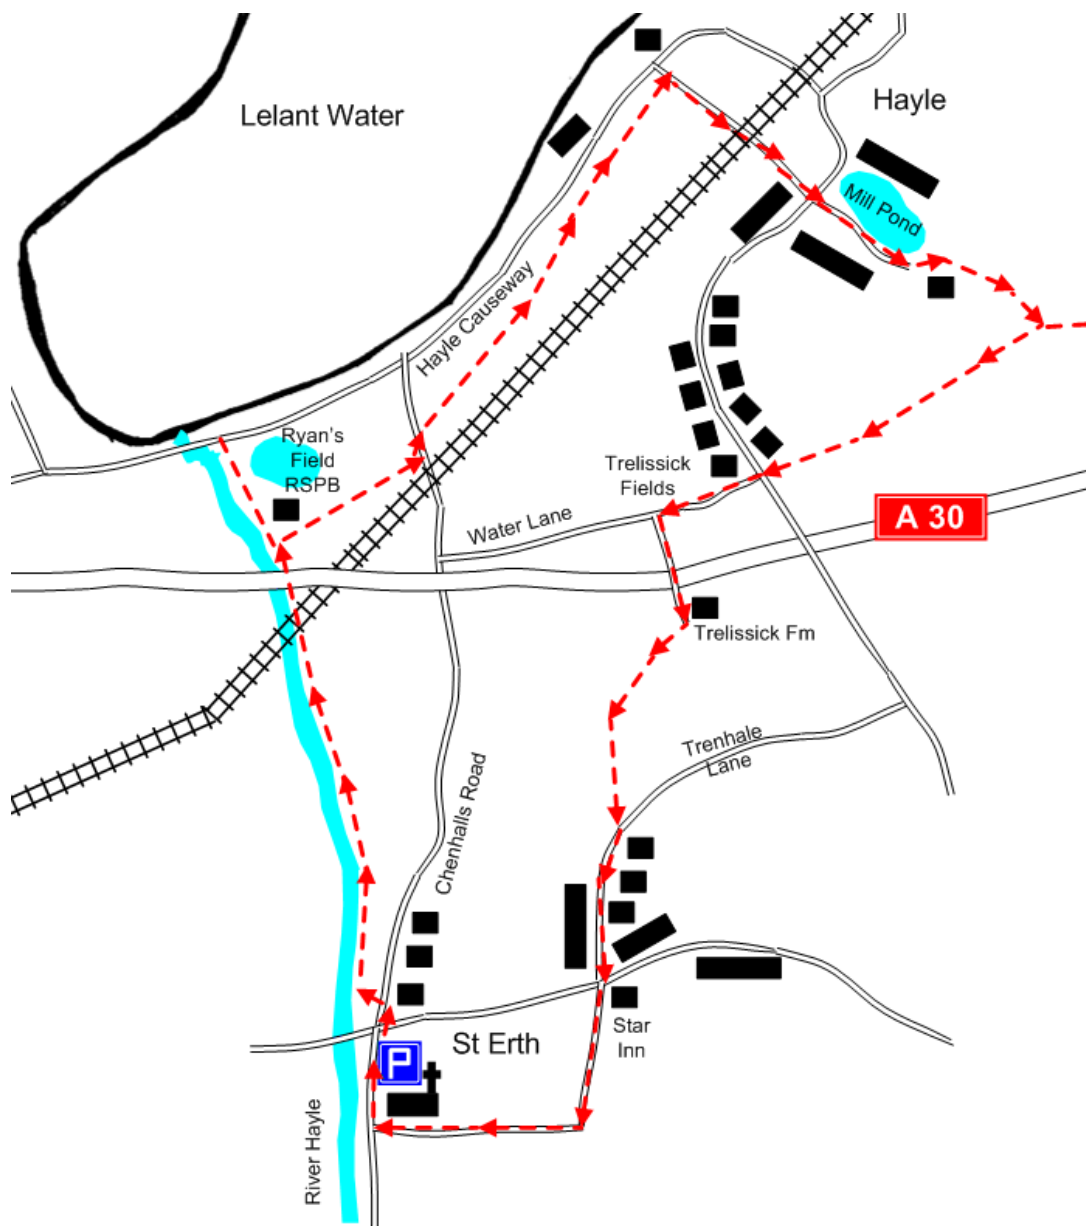 Lelant Water
Hayle
Mill Pond
Hayle Causeway
Ryan's
Field
RSPB
Trelissick
Fields
Water Lane
A 30
Trelissick Fm
Trenhale
Lane
Chenhalls Road
St Erth
Star
Inn
P
River Hayle